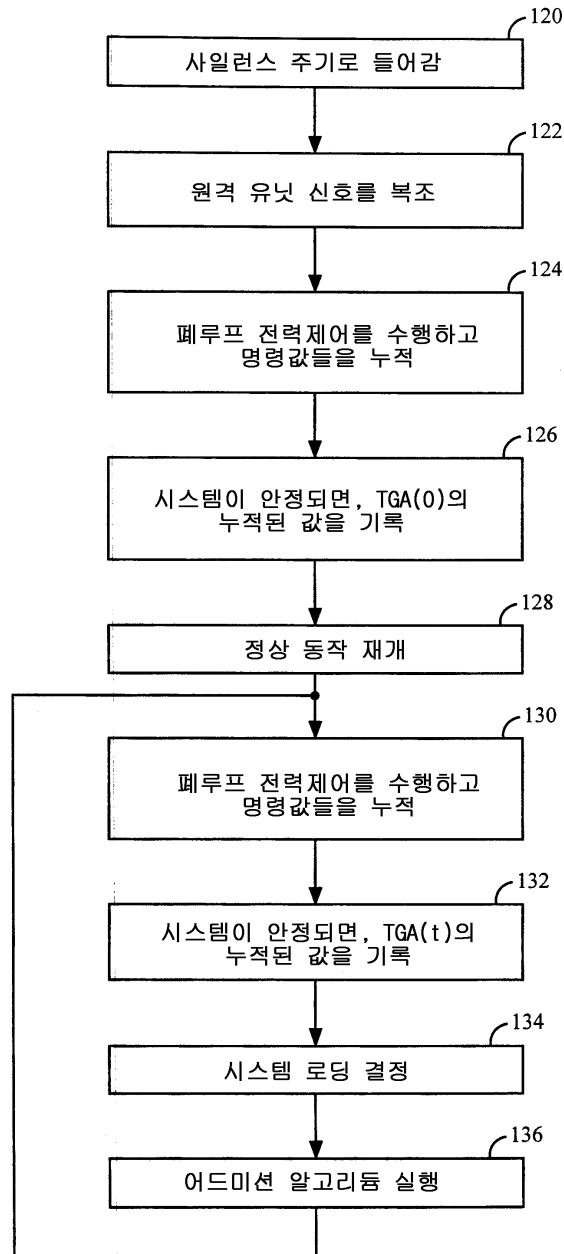 120
사일런스 주기로 들어감
122
원격 유닛 신호를 복조
124
폐루프 전력제어를 수행하고
명령값들을 누적
126
시스템이 안정되면, TGA(0)의
누적된 값을 기록
128
정상 동작 재개
130
폐루프 전력제어를 수행하고
명령값들을 누적
132
시스템이 안정되면, TGA(t)의
누적된 값을 기록
134
시스템 로딩 결정
136
어드미션 알고리듬 실행